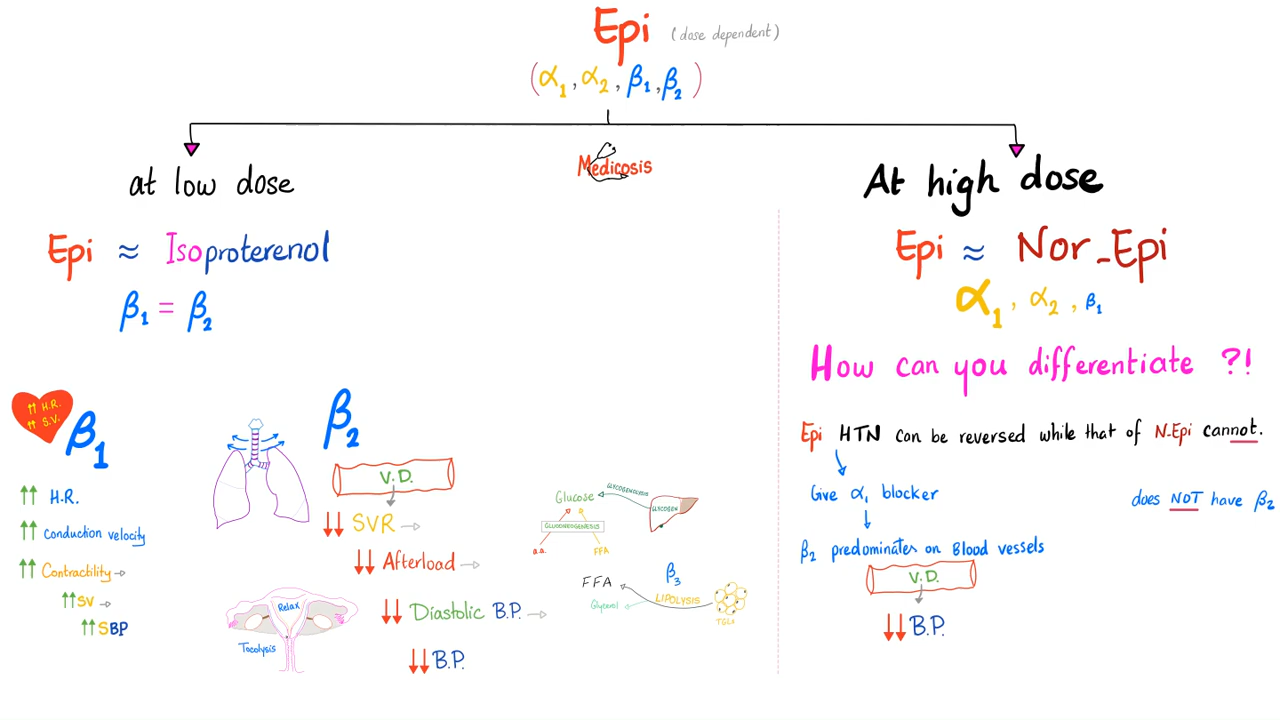 Epi (dose dependent)
(α1, α2, β1, β2)
Medicosis
at low dose
Epi ≈ Isoproterenol
β1 = β2
↑↑ H.R.
↑↑ S.V.
β1
↑↑ H.R.
↑↑ Conduction velocity
↑↑ Contractility →
↑↑ SV →
↑↑ SBP
β2
V.D.
↓↓ SVR →
↓↓ Afterload →
↓↓ Diastolic B.P. →
↓↓ B.P.
Relax
Tocolysis
Glucose
GLYCOGENOLYSIS
GLYCOGEN
GLUCONEOGENESIS
a.a.
FFA
β3
FFA
LIPOLYSIS
Glycerol
TGLs
At high dose
Epi ≈ Nor_Epi
α1, α2, β1
How can you differentiate ?!
Epi HTN can be reversed while that of N-Epi cannot.
Give α1 blocker
does NOT have β2
β2 predominates on Blood vessels
V.D.
↓↓ B.P.